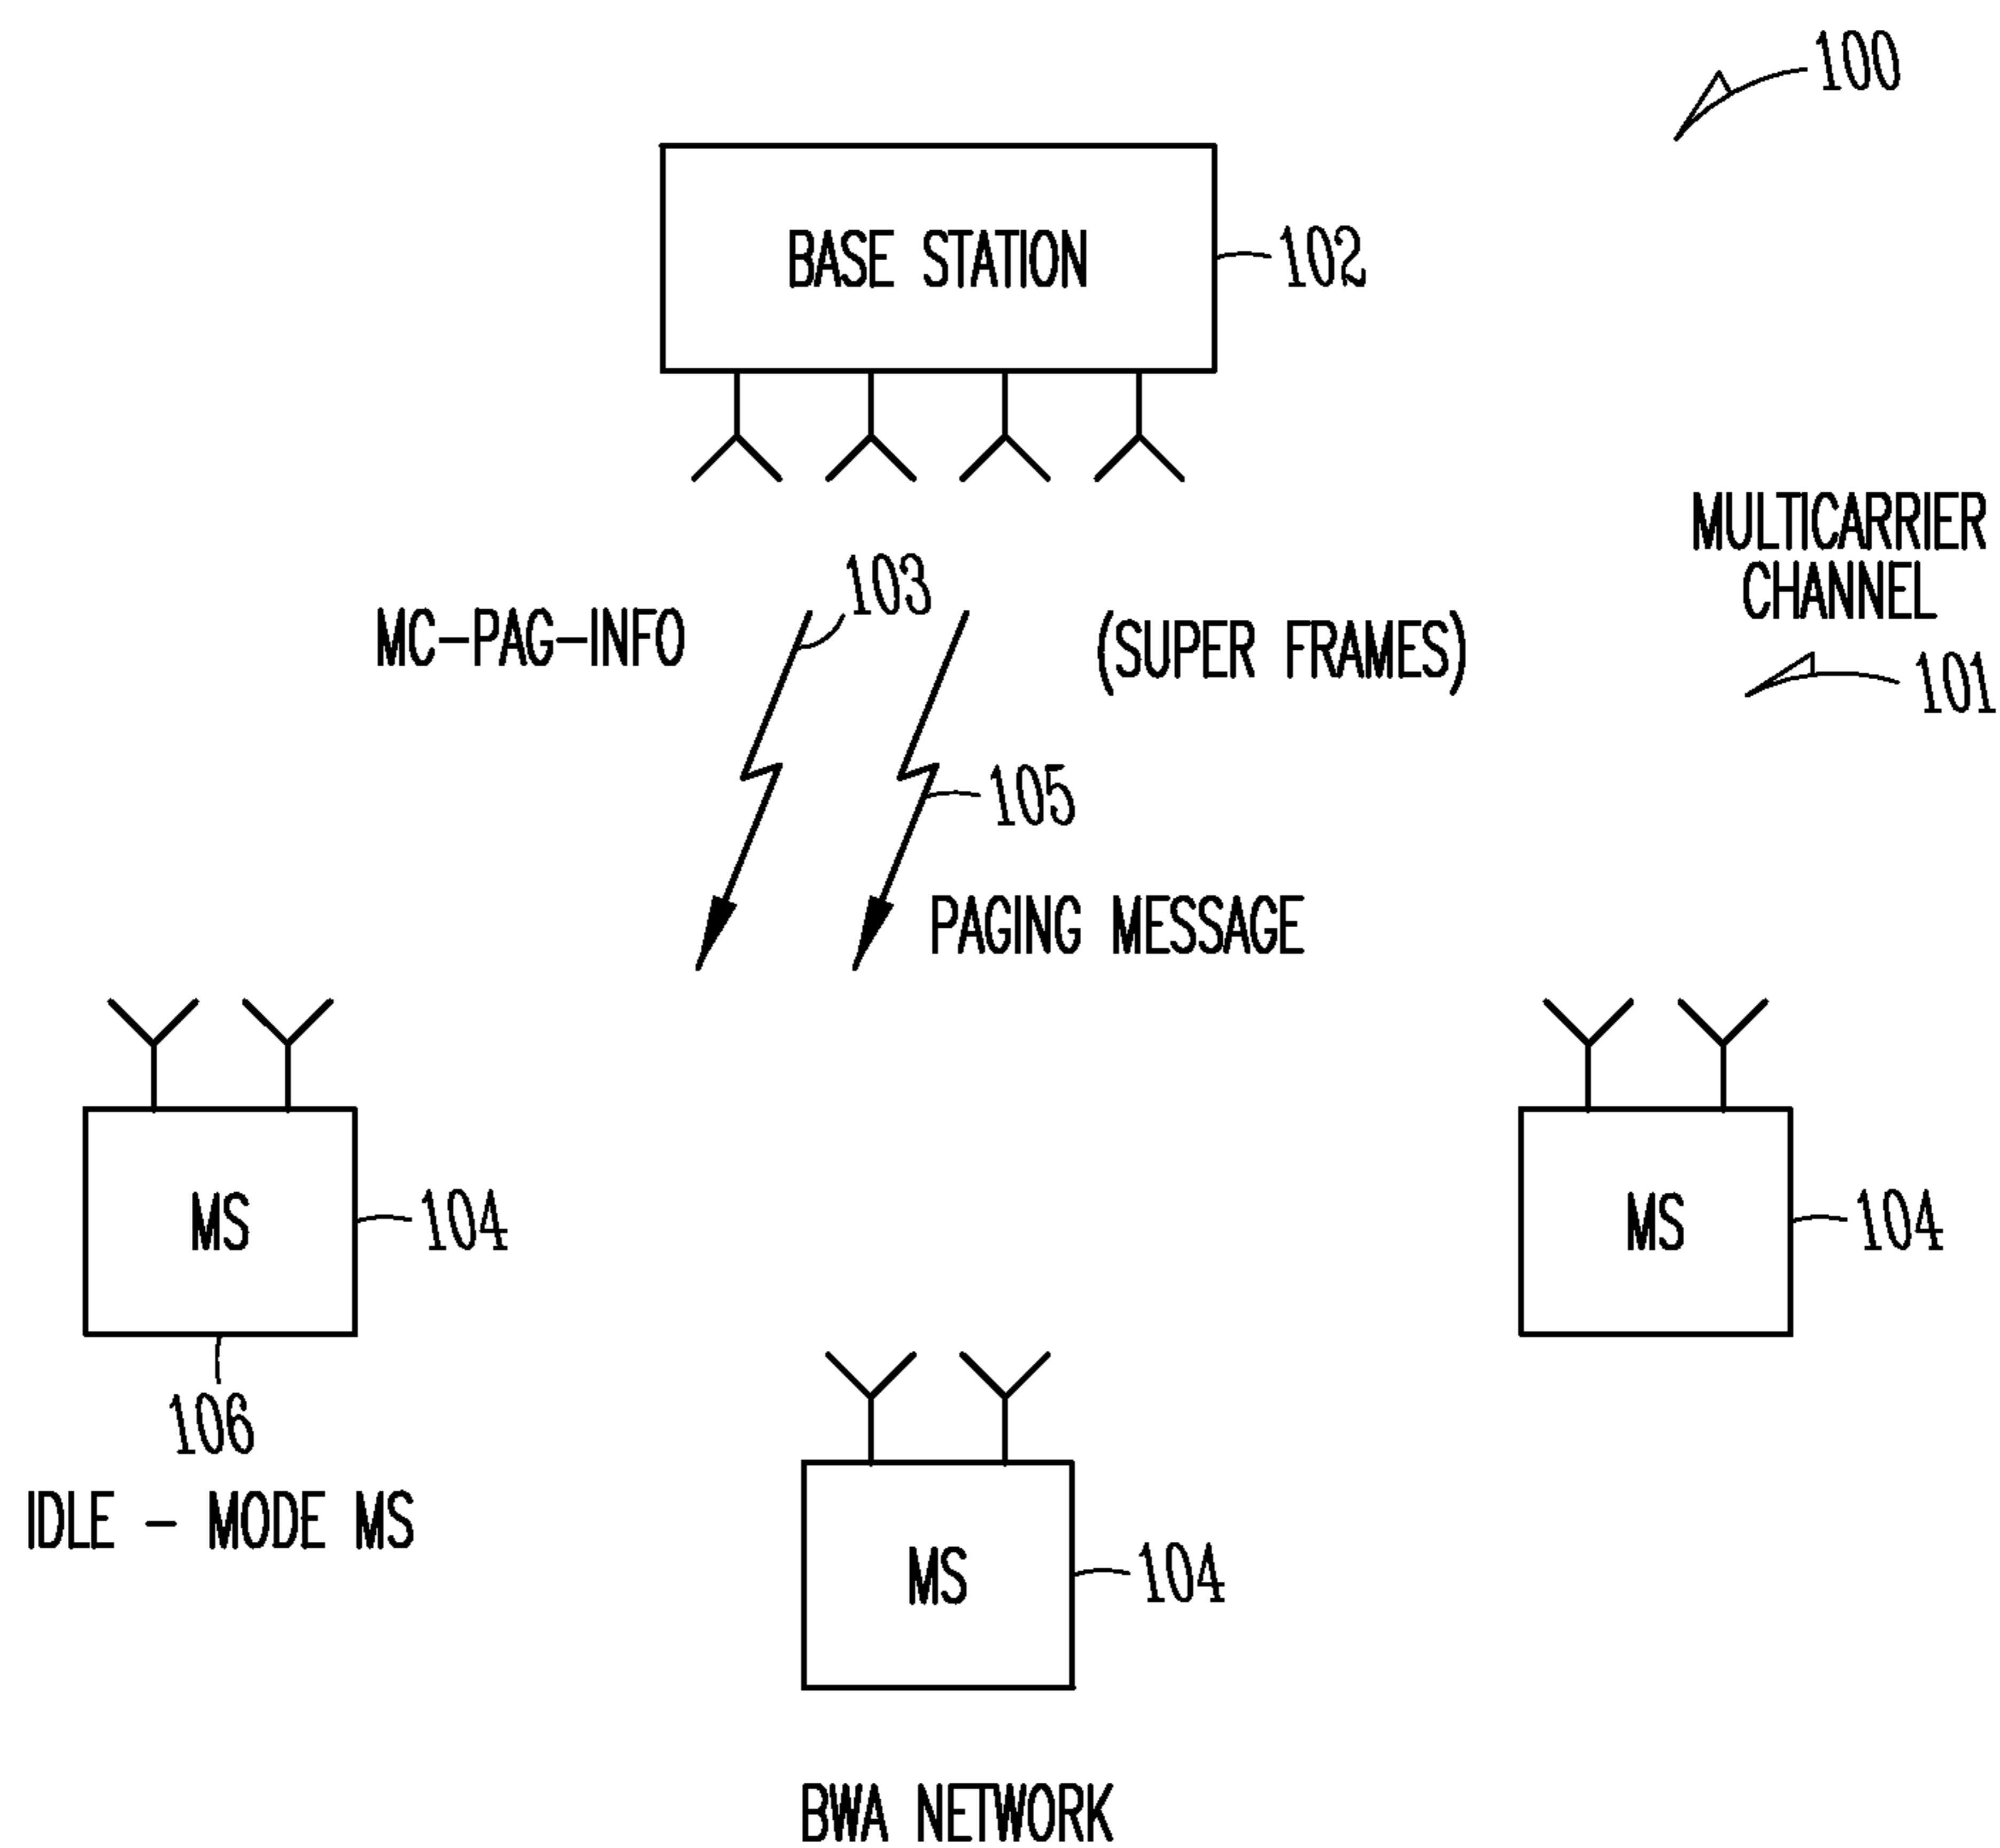 100
BASE STATION
102
MULTICARRIER
CHANNEL
101
MC-PAG-INFO
103
(SUPER FRAMES)
105
PAGING MESSAGE
MS
104
MS
104
106
IDLE - MODE MS
MS
104
BWA NETWORK